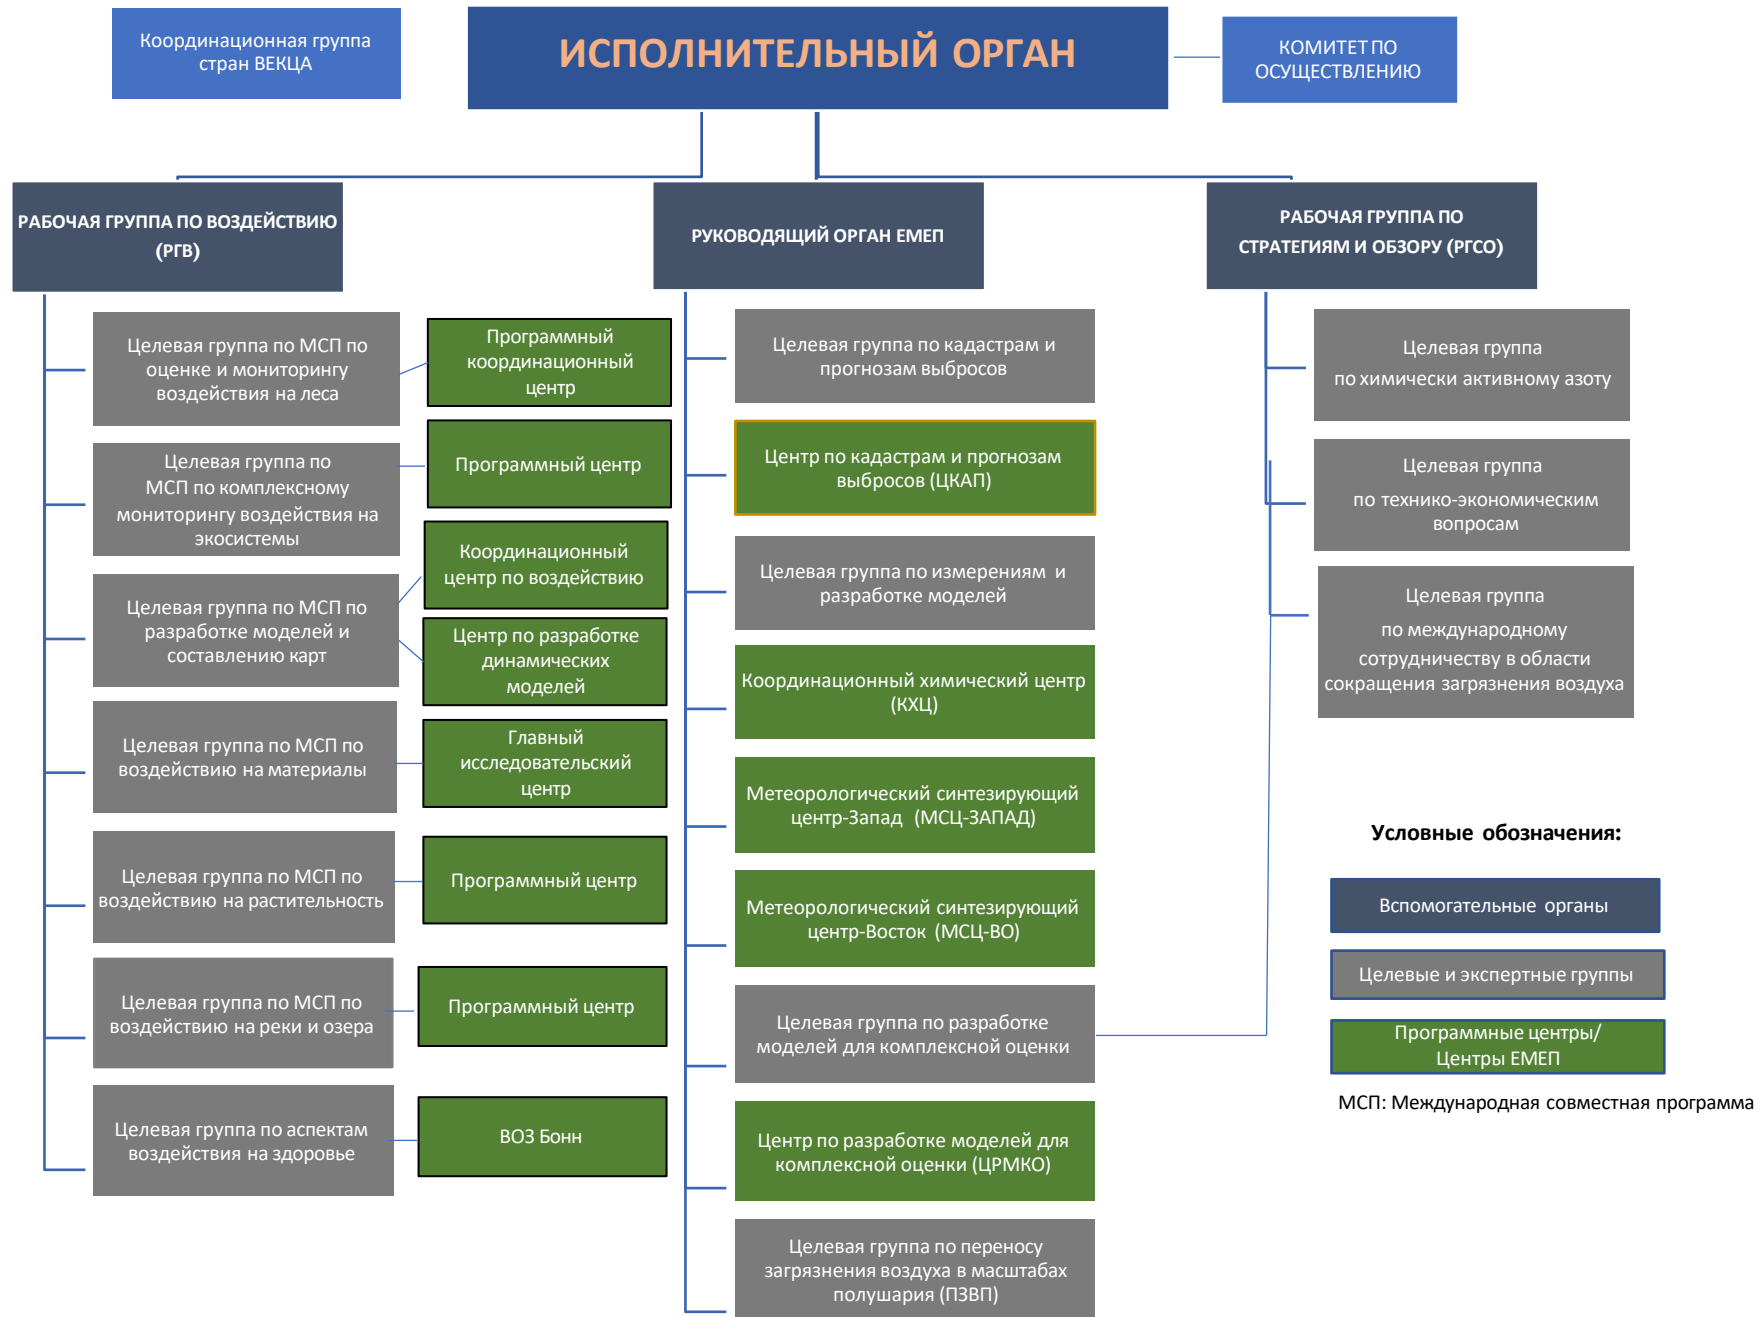 Координационная группа
стран ВЕКЦА
ИСПОЛНИТЕЛЬНЫЙ ОРГАН
КОМИТЕТ ПО
ОСУЩЕСТВЛЕНИЮ
РАБОЧАЯ ГРУППА ПО ВОЗДЕЙСТВИЮ
(РГВ)
РУКОВОДЯЩИЙ ОРГАН ЕМЕП
РАБОЧАЯ ГРУППА ПО
СТРАТЕГИЯМ И ОБЗОРУ (РГСО)
Целевая группа по МСП по
оценке и мониторингу
воздействия на леса
Программный
координационный
центр
Целевая группа по
МСП по комплексному
мониторингу воздействия на
экосистемы
Программный центр
Целевая группа по МСП по
разработке моделей и
составлению карт
Координационный
центр по воздействию
Центр по разработке
динамических
моделей
Целевая группа по МСП по
воздействию на материалы
Главный
исследовательский
центр
Целевая группа по МСП по
воздействию на растительность
Программный центр
Целевая группа по МСП по
воздействию на реки и озера
Программный центр
Целевая группа по аспектам
воздействия на здоровье
ВОЗ Бонн
Целевая группа по кадастрам и
прогнозам выбросов
Центр по кадастрам и прогнозам
выбросов (ЦКАП)
Целевая группа по измерениям и
разработке моделей
Координационный химический центр
(КХЦ)
Метеорологический синтезирующий
центр-Запад (МСЦ-ЗАПАД)
Метеорологический синтезирующий
центр-Восток (МСЦ-ВО)
Целевая группа по разработке
моделей для комплексной оценки
Центр по разработке моделей для
комплексной оценки (ЦРМКО)
Целевая группа по переносу
загрязнения воздуха в масштабах
полушария (ПЗВП)
Целевая группа
по химически активному азоту
Целевая группа
по технико-экономическим
вопросам
Целевая группа
по международному
сотрудничеству в области
сокращения загрязнения воздуха
Условные обозначения:
Вспомогательные органы
Целевые и экспертные группы
Программные центры/
Центры ЕМЕП
МСП: Международная совместная программа